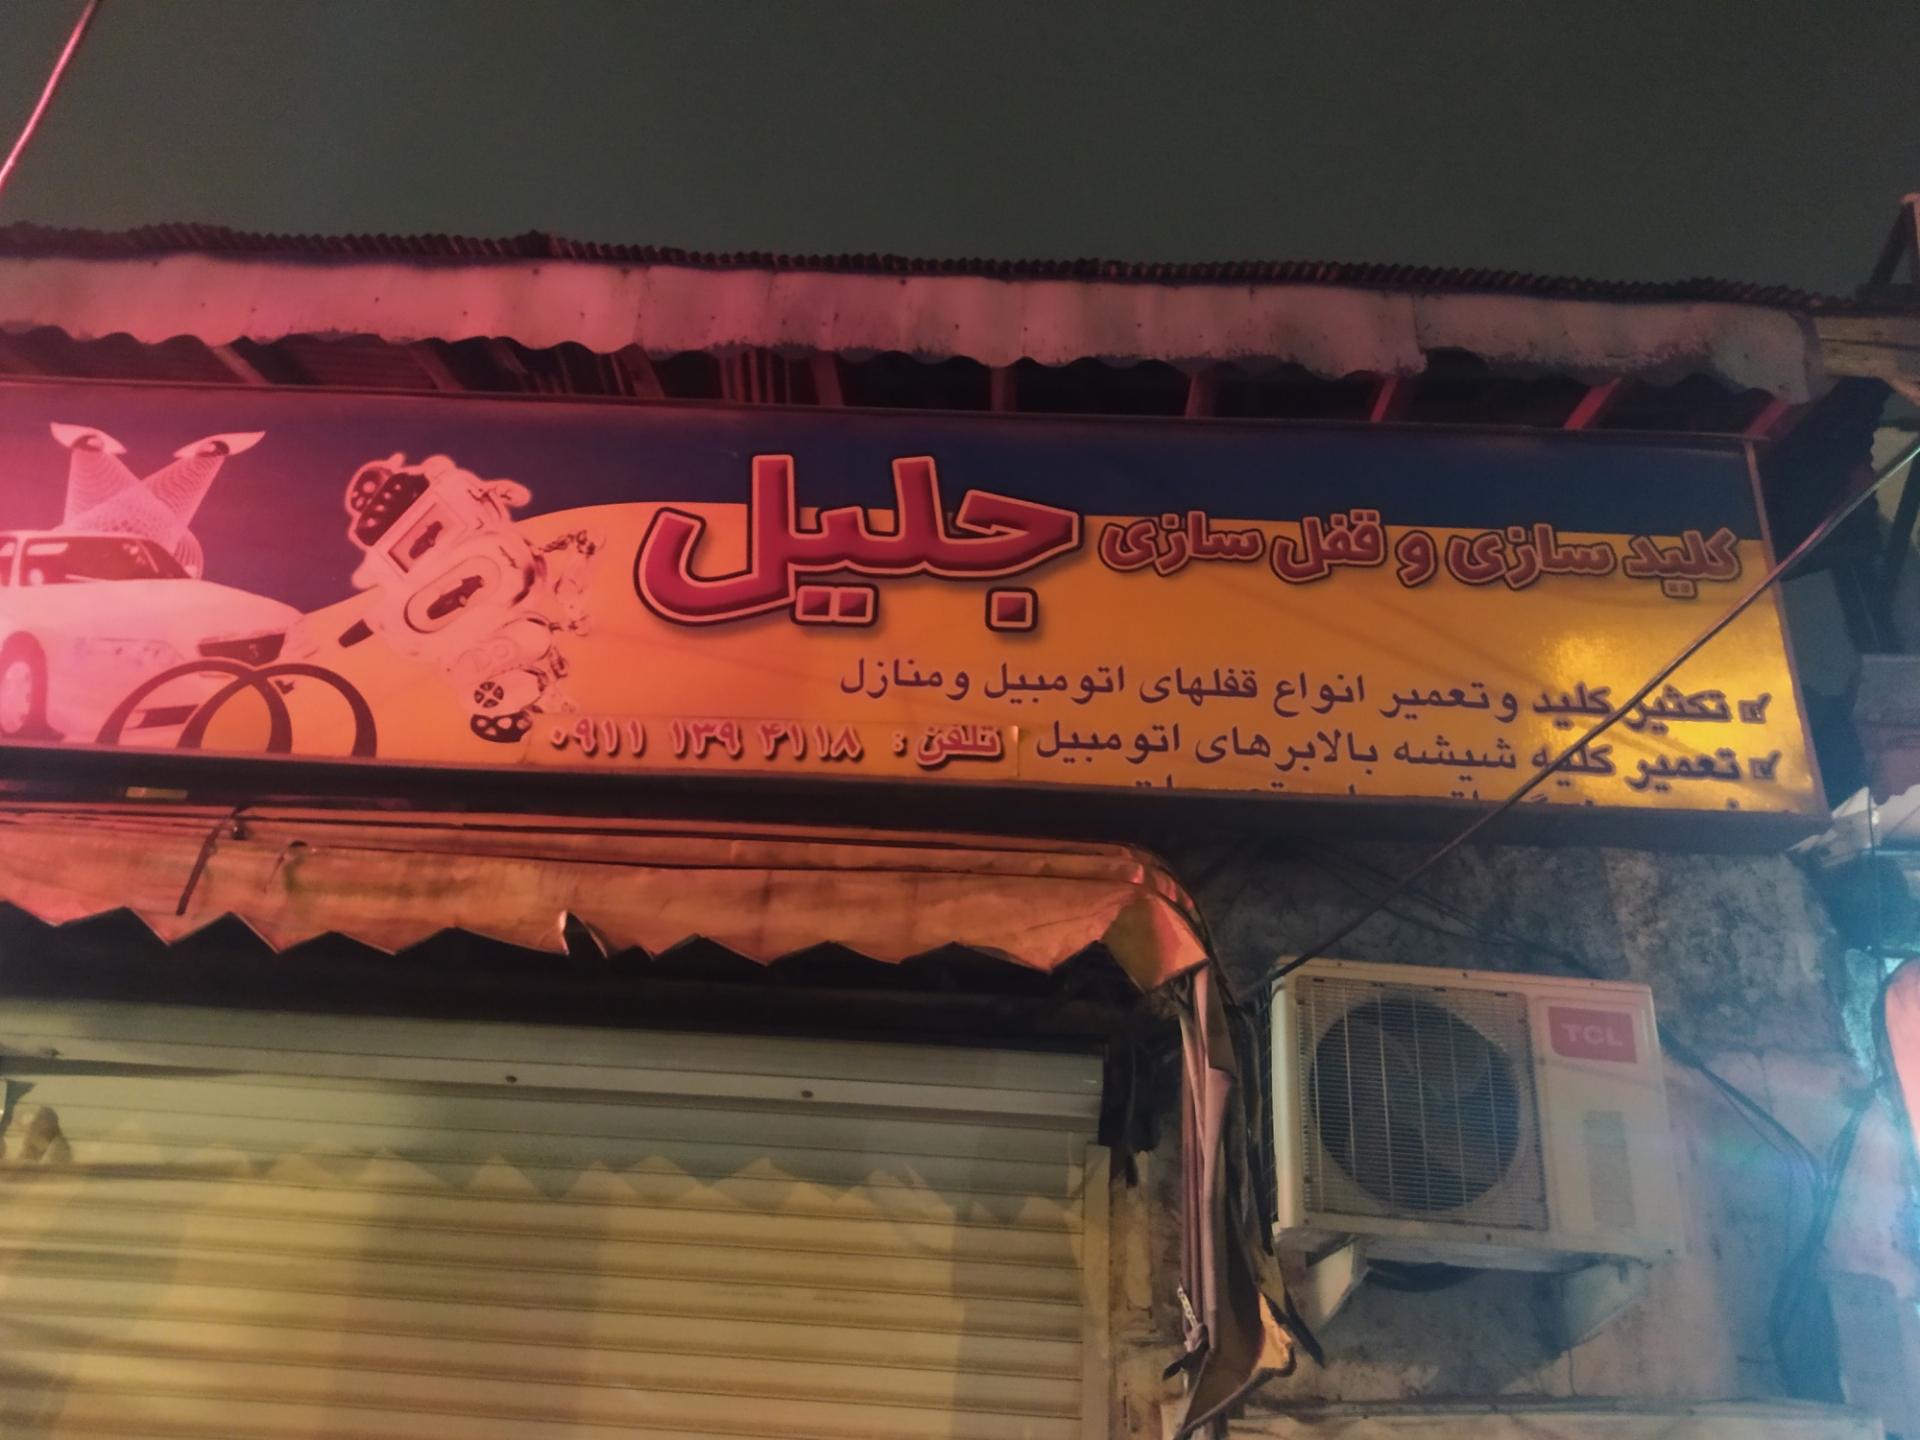 کلید سازی و قفل سازی جلیل
تکثیر کلید و تعمیر انواع قفلهای اتومبیل و منازل
تعمیر کلیه شیشه بالابرهای اتومبیل
تلفن : ۰۹۱۱ ۱۳۹ ۴۱۱۸
TCL